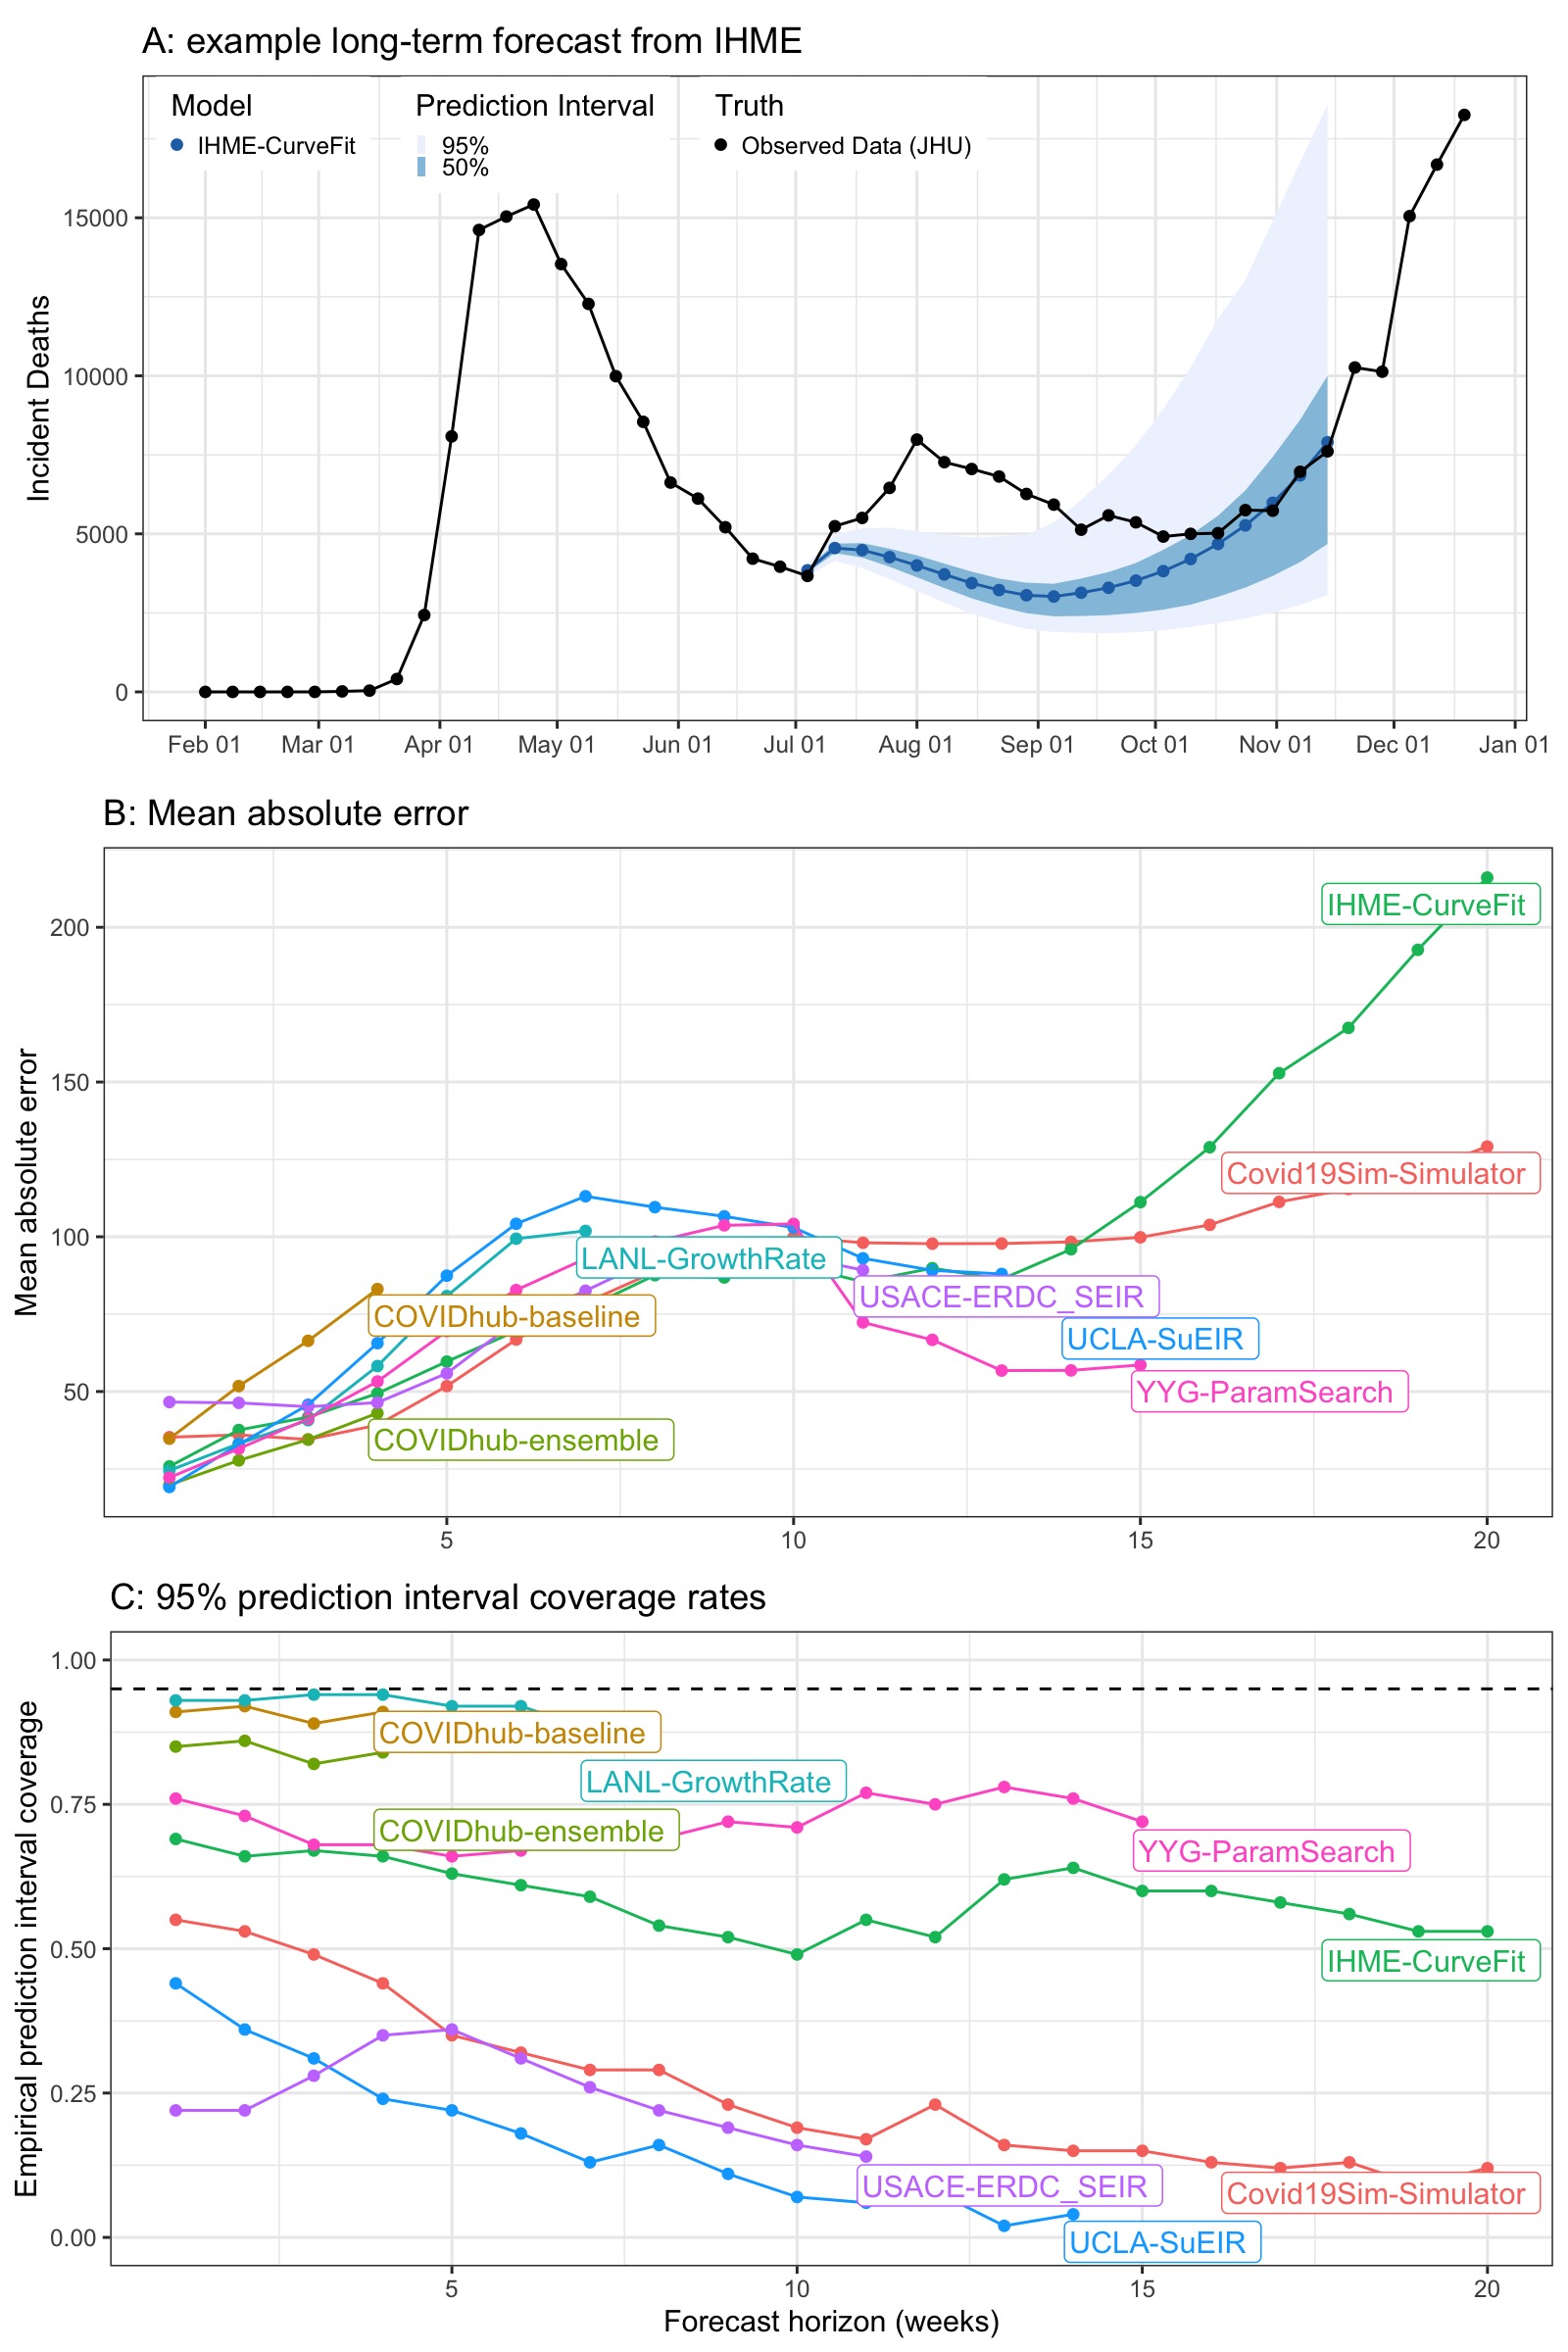 A: example long-term forecast from IHME
Model Prediction Interval Truth
IHME-CurveFit 95% Observed Data (JHU)
50%
Incident Deaths
15000
10000
5000
0
Feb 01 Mar 01 Apr 01 May 01 Jun 01 Jul 01 Aug 01 Sep 01 Oct 01 Nov 01 Dec 01 Jan 01
B: Mean absolute error
Mean absolute error
200
150
100
50
IHME-CurveFit
Covid19Sim-Simulator
LANL-GrowthRate
USACE-ERDC_SEIR
COVIDhub-baseline
UCLA-SuEIR
YYG-ParamSearch
COVIDhub-ensemble
5 10 15 20
C: 95% prediction interval coverage rates
Empirical prediction interval coverage
1.00
0.75
0.50
0.25
0.00
COVIDhub-baseline
LANL-GrowthRate
COVIDhub-ensemble
YYG-ParamSearch
IHME-CurveFit
USACE-ERDC_SEIR
Covid19Sim-Simulator
UCLA-SuEIR
5 10 15 20
Forecast horizon (weeks)